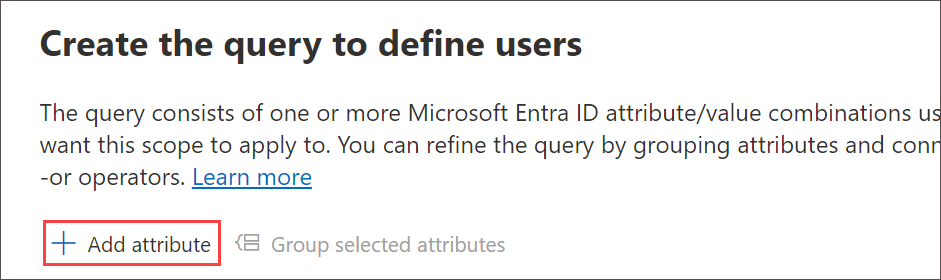 Create the query to define users
The query consists of one or more Microsoft Entra ID attribute/value combinations us
want this scope to apply to. You can refine the query by grouping attributes and conn
-or operators. Learn more
Add attribute Group selected attributes